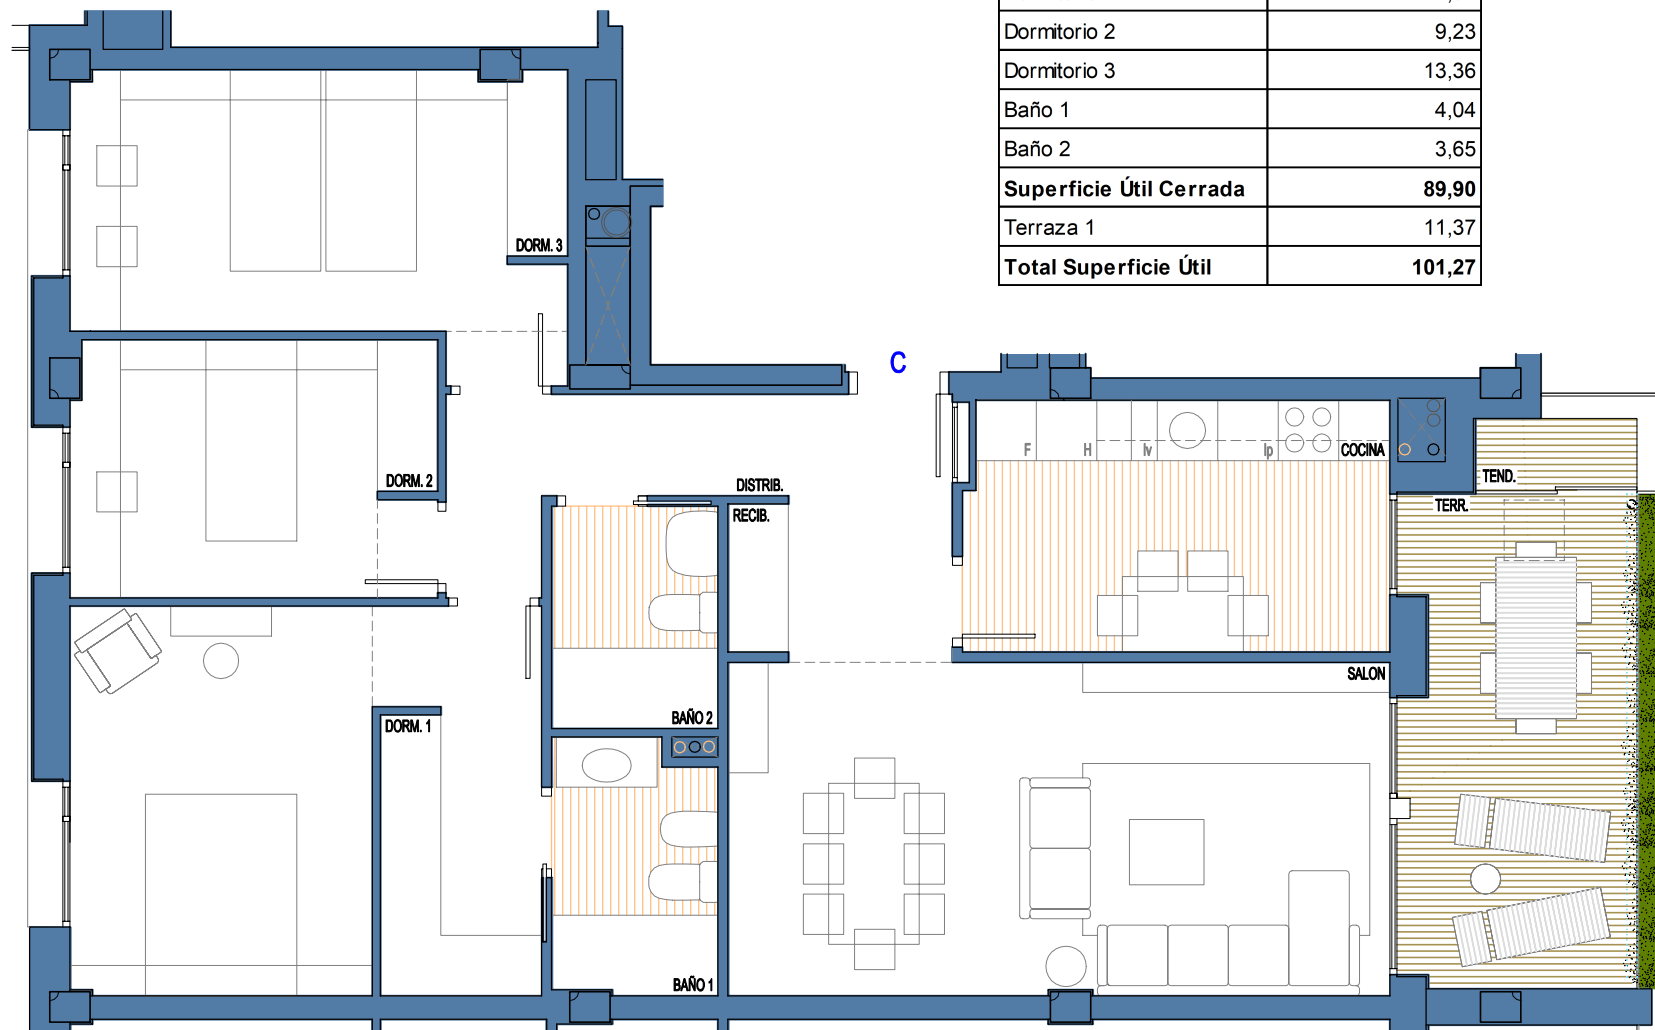 Dormitorio 2 9,23
Dormitorio 3 13,36
Baño 1 4,04
Baño 2 3,65
Superficie Útil Cerrada 89,90
Terraza 1 11,37
Total Superficie Útil 101,27
DORM. 3
C
F H lv lp COCINA
DORM. 2
DISTRIB.
RECIB.
TEND.
TERR.
SALON
DORM. 1
BAÑO 2
BAÑO 1